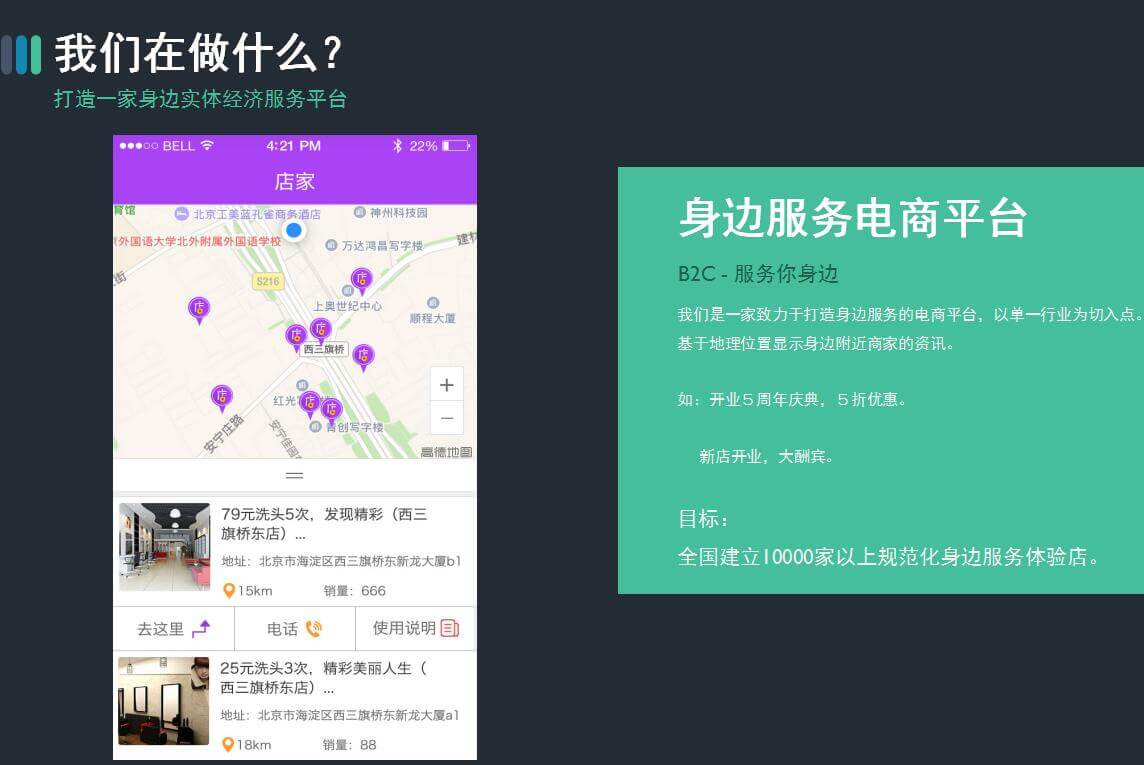 我们在做什么?
打造一家身边实体经济服务平台
BELL 4:21 PM 22%
店家
育馆
北京工美蓝孔雀商务酒店
神州科技园
外国语大学北外附属外国语学校
万达鸿昌写字楼
建材
街
S216
店
上奥世纪中心
顺程大厦
店
店
店
西三旗桥
店
+
店
红光
店
店
−
安宁庄路
安宁佳园
青创写字楼
高德地图
79元洗头5次，发现精彩（西三
旗桥东店）...
地址：北京市海淀区西三旗桥东新龙大厦b1
15km 销量：666
去这里 电话 使用说明
25元洗头3次，精彩美丽人生（
西三旗桥东店）...
地址：北京市海淀区西三旗桥东新龙大厦a1
18km 销量：88
身边服务电商平台
B2C - 服务你身边
我们是一家致力于打造身边服务的电商平台，以单一行业为切入点。
基于地理位置显示身边附近商家的资讯。
如：开业５周年庆典，５折优惠。
新店开业，大酬宾。
目标：
全国建立10000家以上规范化身边服务体验店。